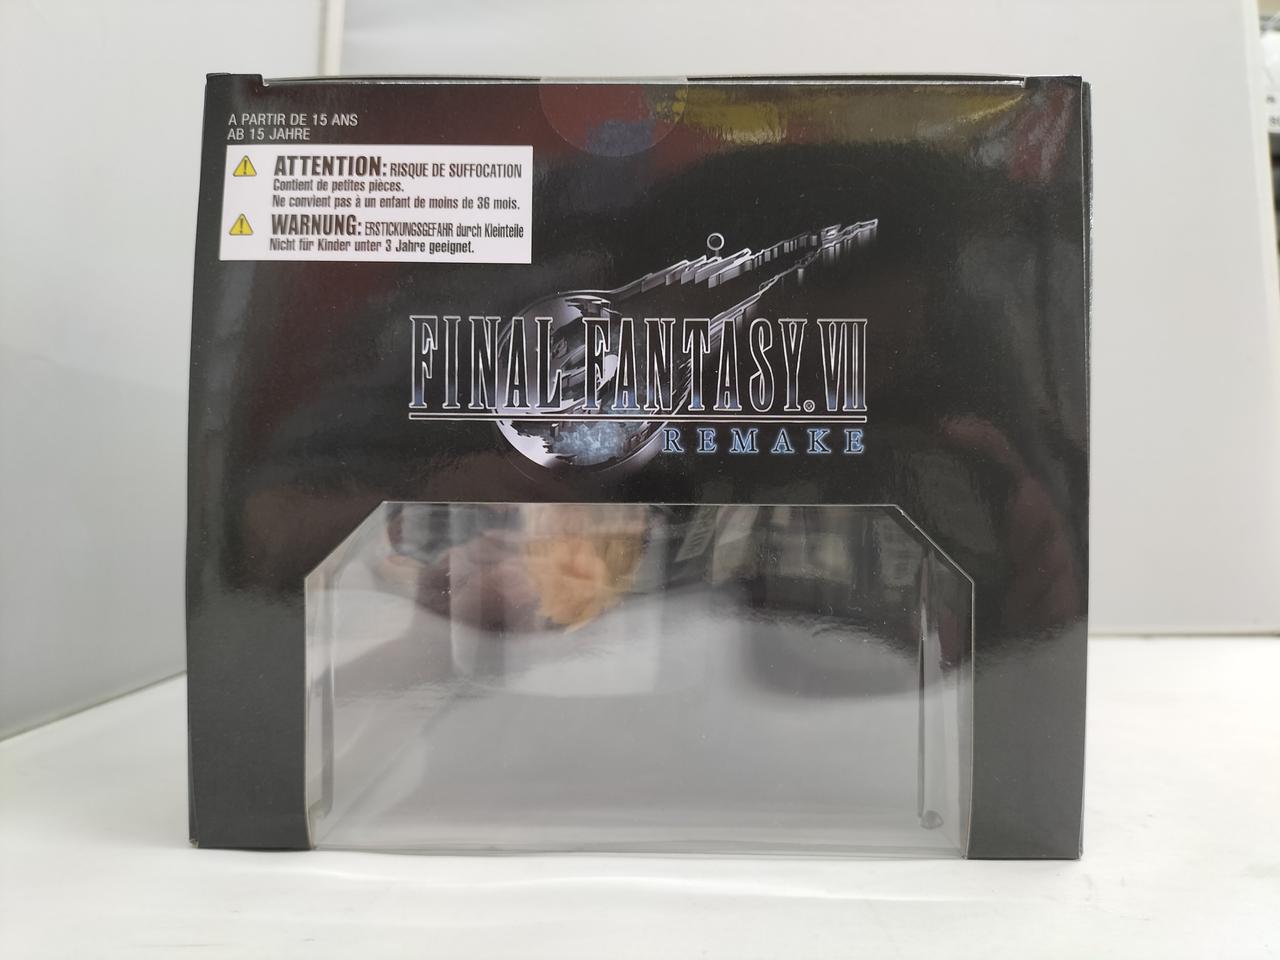 A PARTIR DE 15 ANS
AB 15 JAHRE
ATTENTION: RISQUE DE SUFFOCATION
Contient de petites pièces.
Ne convient pas à un enfant de moins de 36 mois.
WARNUNG: ERSTICKUNGSGEFAHR durch Kleinteile
Nicht für Kinder unter 3 Jahre geeignet.
FINAL FANTASY® VII
REMAKE